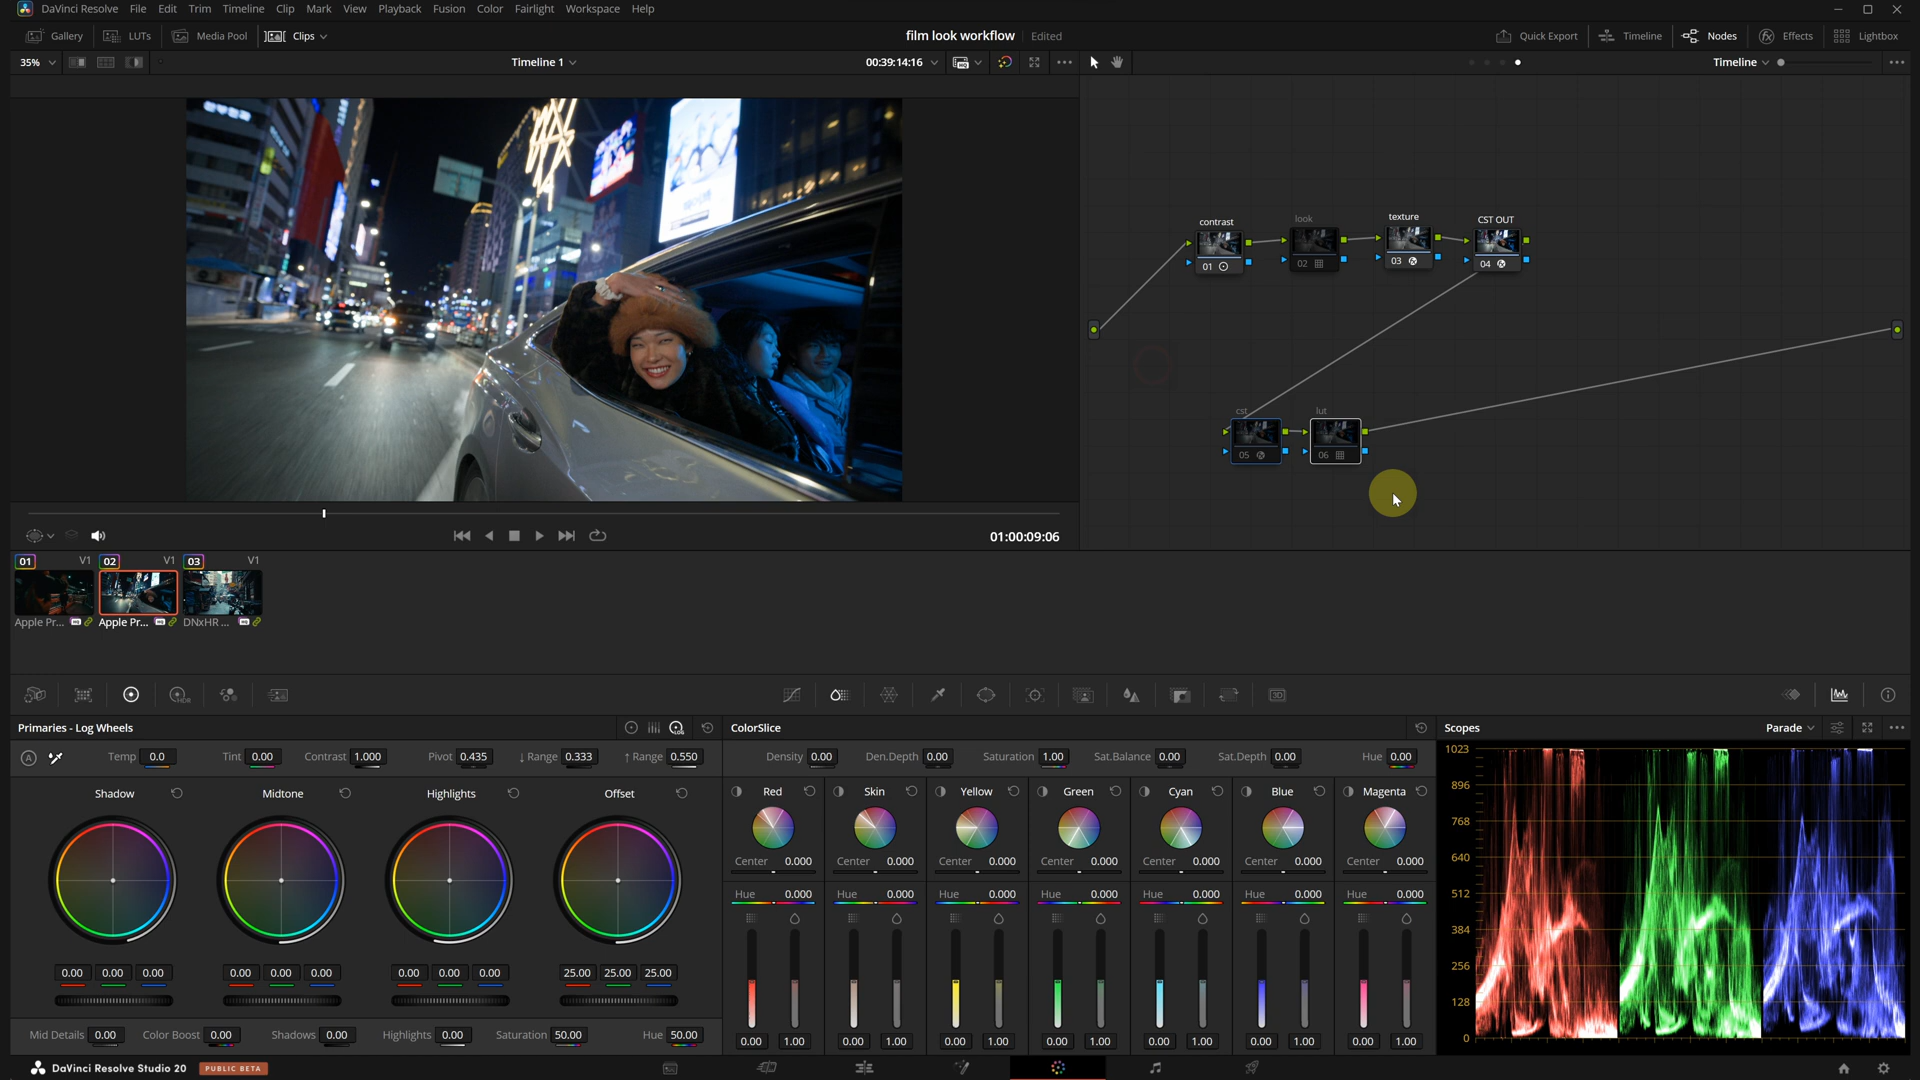 DaVinci Resolve File Edit Trim Timeline Clip Mark View Playback Fusion Color Fairlight Workspace Help
Gallery LUTs Media Pool Clips film look workflow Edited Quick Export Timeline Nodes Effects Lightbox
35% Timeline 1 00:39:14:16 Timeline
contrast look texture CST OUT
01 02 03 04
cst lut
05 06
01:00:09:06
01 V1 02 V1 03 V1
Apple Pr... Apple Pr... DNxHR ...
Primaries - Log Wheels ColorSlice Scopes Parade
Temp 0.0 Tint 0.00 Contrast 1.000 Pivot 0.435 ↓ Range 0.333 ↑ Range 0.550 Density 0.00 Den.Depth 0.00 Saturation 1.00 Sat.Balance 0.00 Sat.Depth 0.00 Hue 0.00
Shadow Midtone Highlights Offset Red Skin Yellow Green Cyan Blue Magenta
Center 0.000 Center 0.000 Center 0.000 Center 0.000 Center 0.000 Center 0.000 Center 0.000
Hue 0.000 Hue 0.000 Hue 0.000 Hue 0.000 Hue 0.000 Hue 0.000 Hue 0.000
0.00 0.00 0.00 0.00 0.00 0.00 0.00 0.00 0.00 25.00 25.00 25.00
Mid Details 0.00 Color Boost 0.00 Shadows 0.00 Highlights 0.00 Saturation 50.00 Hue 50.00
0.00 1.00 0.00 1.00 0.00 1.00 0.00 1.00 0.00 1.00 0.00 1.00 0.00 1.00
1023
896
768
640
512
384
256
128
0
DaVinci Resolve Studio 20 PUBLIC BETA